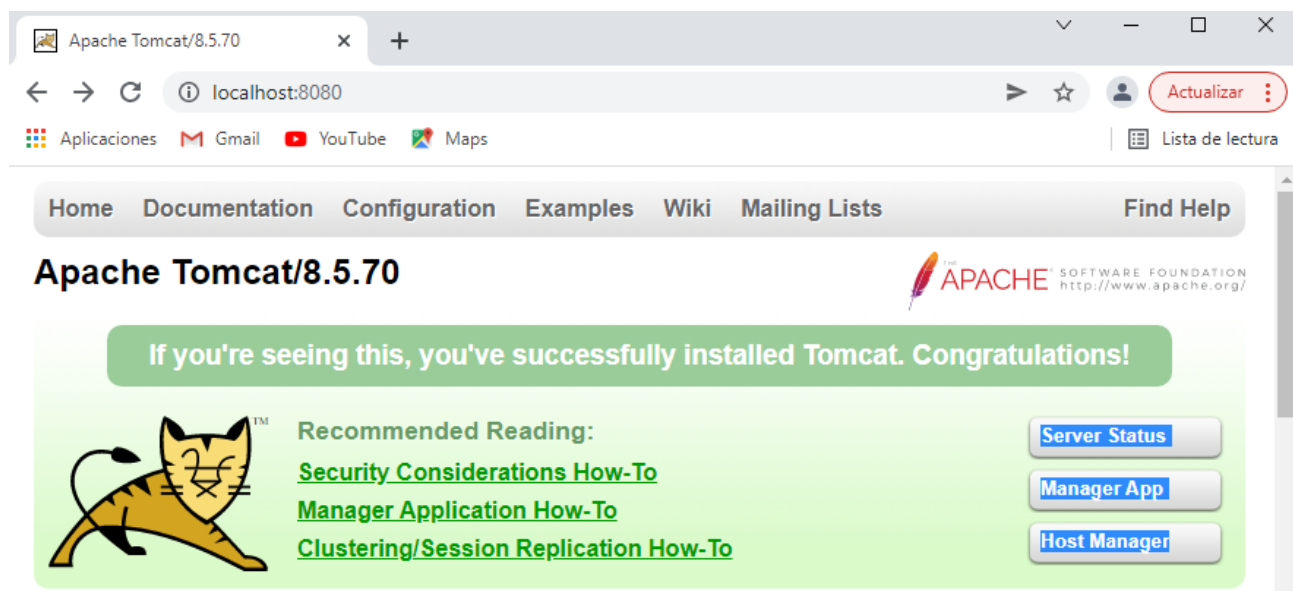 Apache Tomcat/8.5.70
localhost:8080
Actualizar
Aplicaciones Gmail YouTube Maps Lista de lectura
Home Documentation Configuration Examples Wiki Mailing Lists Find Help
Apache Tomcat/8.5.70
THE
APACHE® SOFTWARE FOUNDATION
http://www.apache.org/
If you're seeing this, you've successfully installed Tomcat. Congratulations!
TM
Recommended Reading:
Security Considerations How-To
Manager Application How-To
Clustering/Session Replication How-To
Server Status
Manager App
Host Manager